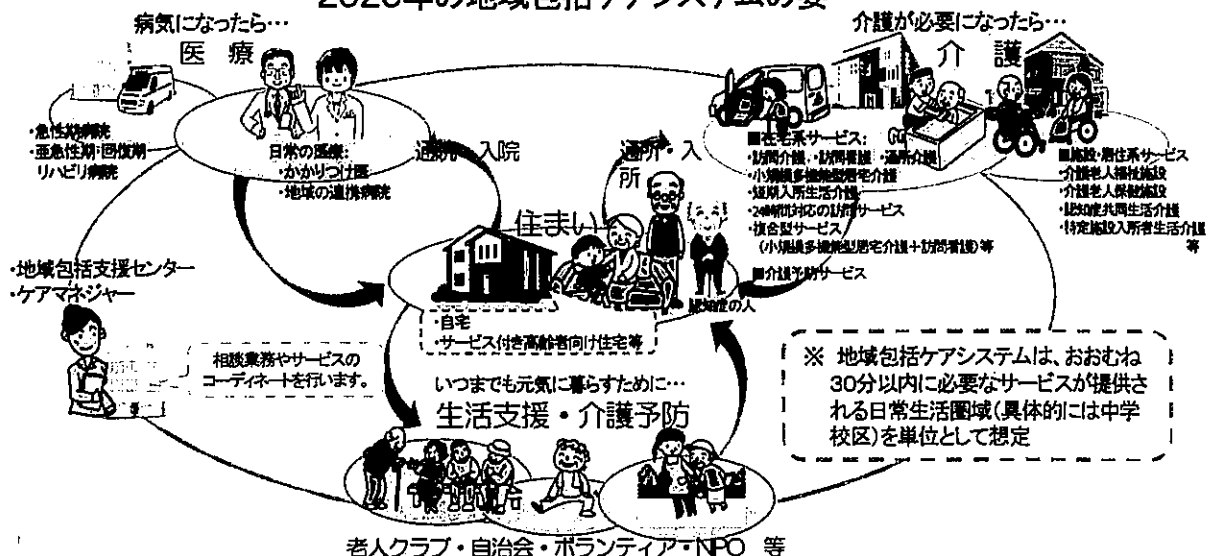 2025年の地域包括ケアシステムの姿
病気になったら…
医 療
介護が必要になったら…
介 護
・急性期病院
・亜急性期・回復期
リハビリ病院
日常の医療:
・かかりつけ医
・地域の連携病院
通院・入院
通所・入
所
■在宅系サービス:
・訪問介護・訪問看護・通所介護
・小規模多機能型居宅介護
・短期入所生活介護
・24時間対応の訪問サービス
・複合型サービス
(小規模多機能型居宅介護+訪問看護)等
■介護予防サービス
■施設・居住系サービス
・介護老人福祉施設
・介護老人保健施設
・認知症共同生活介護
・特定施設入所者生活介護
等
住まい
認知症の人
・自宅
・サービス付き高齢者向け住宅等
・地域包括支援センター
・ケアマネジャー
相談業務やサービスの
コーディネートを行います。
いつまでも元気に暮らすために…
生活支援・介護予防
※ 地域包括ケアシステムは、おおむね
30分以内に必要なサービスが提供さ
れる日常生活圏域(具体的には中学
校区)を単位として想定
老人クラブ・自治会・ボランティア・NPO 等